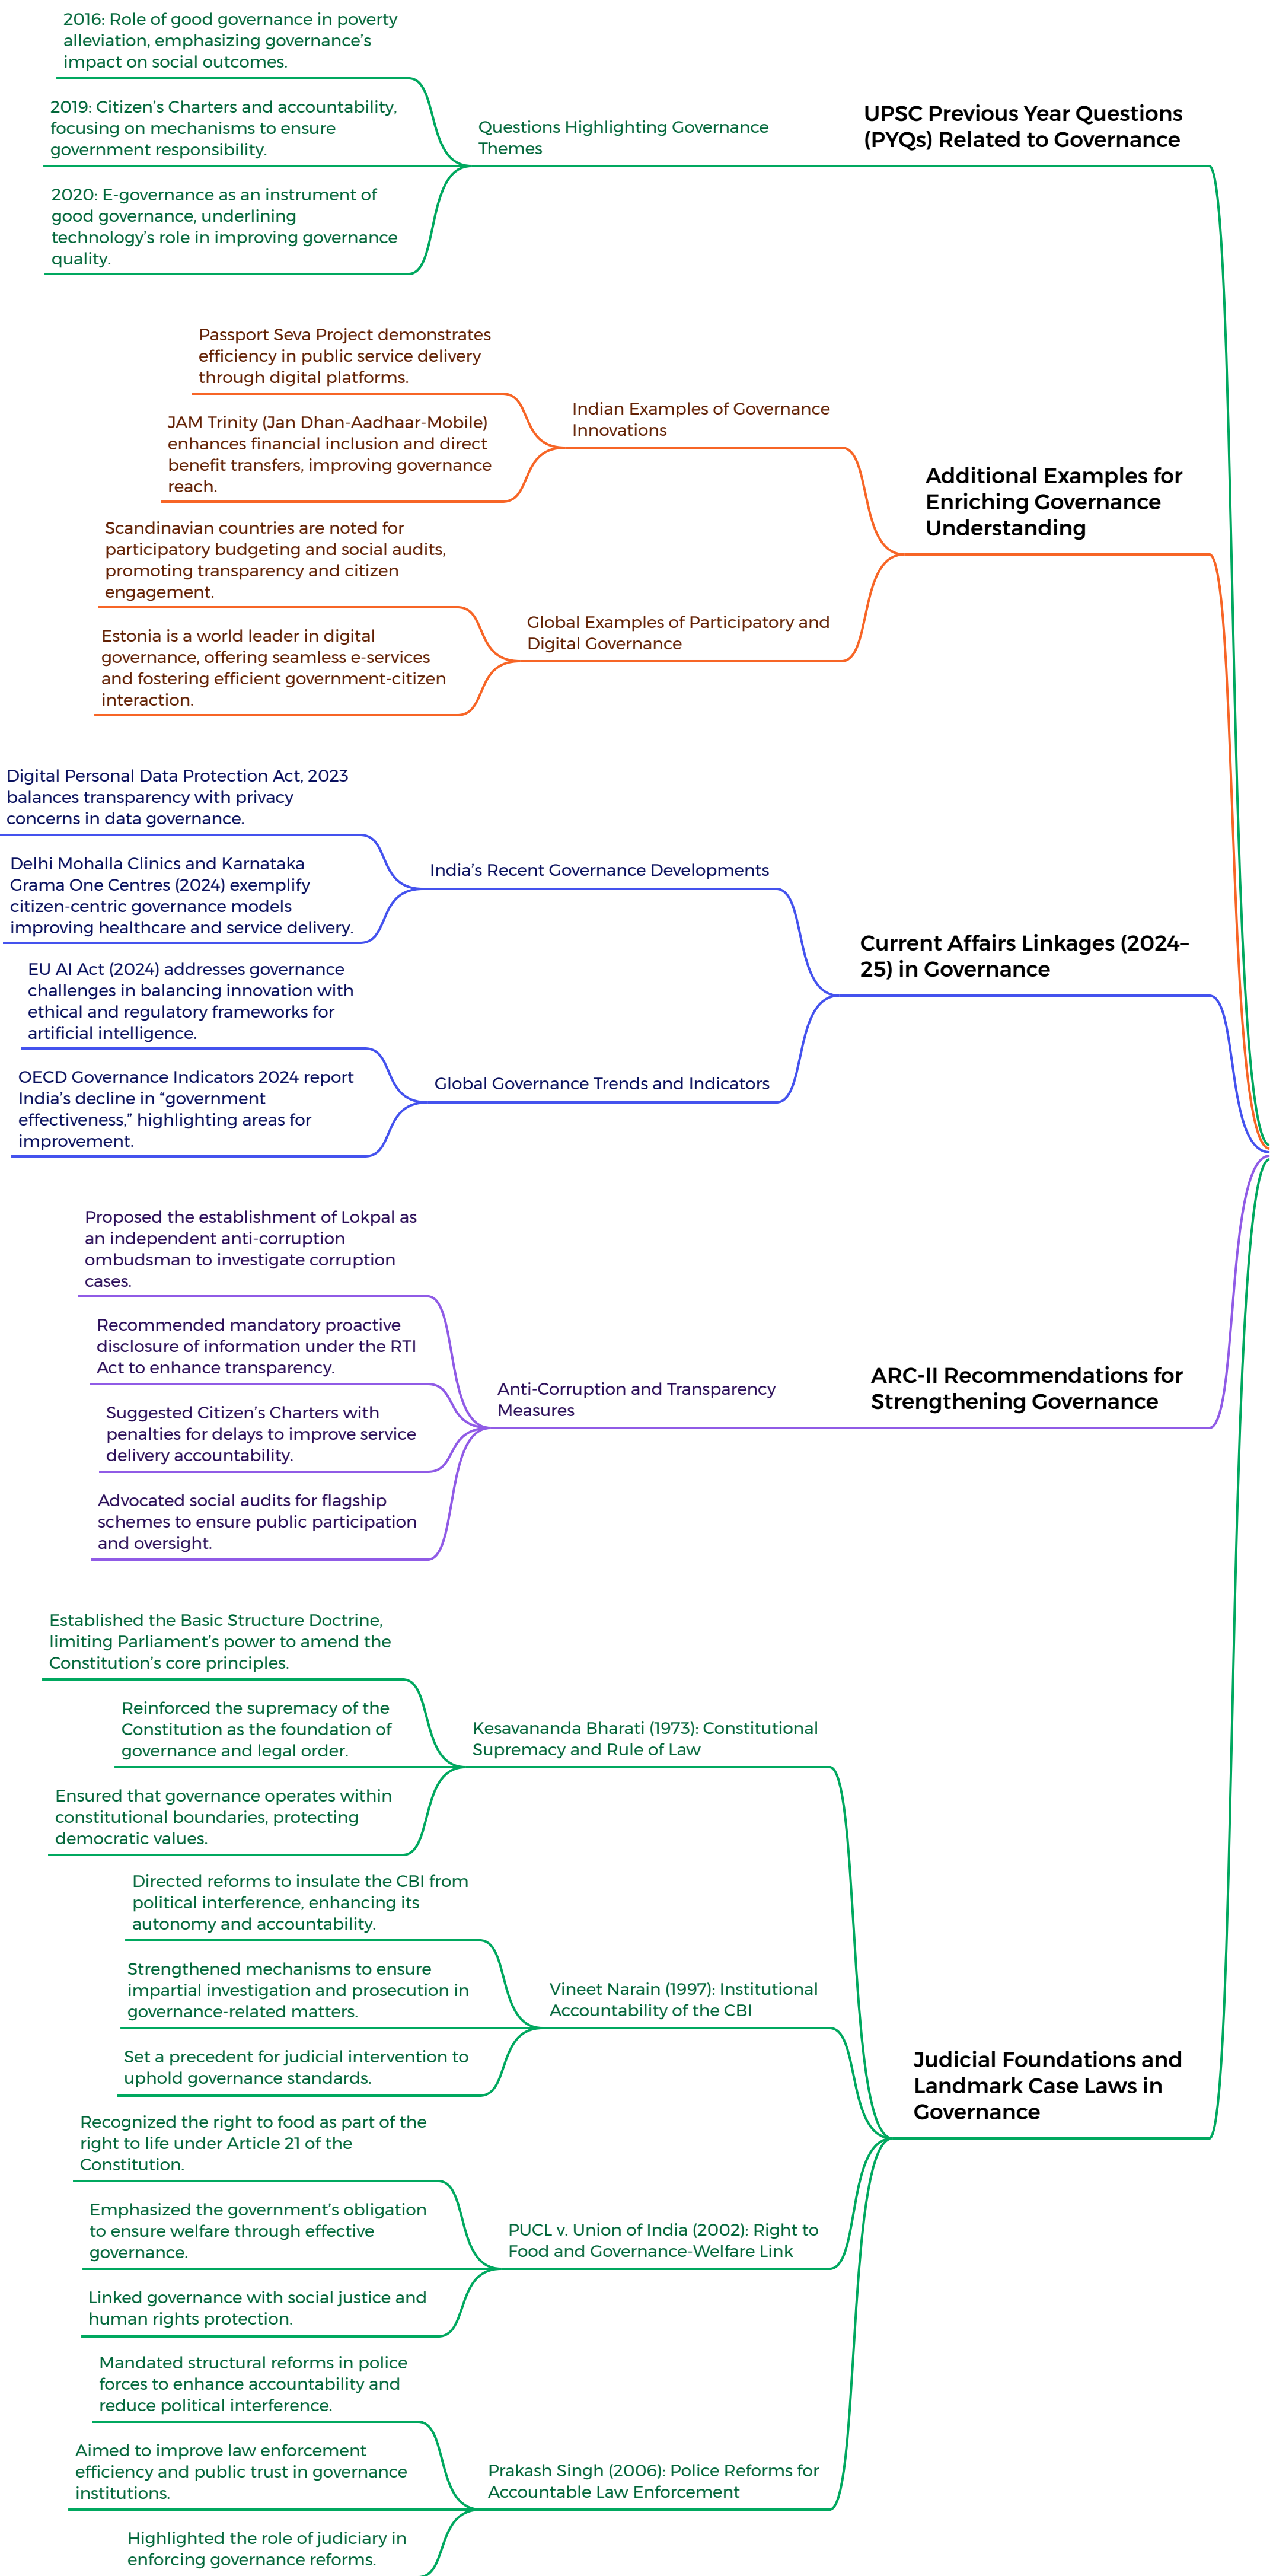 UPSC Previous Year Questions
(PYQs) Related to Governance
Questions Highlighting Governance
Themes
2016: Role of good governance in poverty
alleviation, emphasizing governance’s
impact on social outcomes.
2019: Citizen’s Charters and accountability,
focusing on mechanisms to ensure
government responsibility.
2020: E-governance as an instrument of
good governance, underlining
technology’s role in improving governance
quality.
Additional Examples for
Enriching Governance
Understanding
Indian Examples of Governance
Innovations
Passport Seva Project demonstrates
efficiency in public service delivery
through digital platforms.
JAM Trinity (Jan Dhan-Aadhaar-Mobile)
enhances financial inclusion and direct
benefit transfers, improving governance
reach.
Global Examples of Participatory and
Digital Governance
Scandinavian countries are noted for
participatory budgeting and social audits,
promoting transparency and citizen
engagement.
Estonia is a world leader in digital
governance, offering seamless e-services
and fostering efficient government-citizen
interaction.
Current Affairs Linkages (2024–
25) in Governance
India’s Recent Governance Developments
Digital Personal Data Protection Act, 2023
balances transparency with privacy
concerns in data governance.
Delhi Mohalla Clinics and Karnataka
Grama One Centres (2024) exemplify
citizen-centric governance models
improving healthcare and service delivery.
Global Governance Trends and Indicators
EU AI Act (2024) addresses governance
challenges in balancing innovation with
ethical and regulatory frameworks for
artificial intelligence.
OECD Governance Indicators 2024 report
India’s decline in “government
effectiveness,” highlighting areas for
improvement.
ARC-II Recommendations for
Strengthening Governance
Anti-Corruption and Transparency
Measures
Proposed the establishment of Lokpal as
an independent anti-corruption
ombudsman to investigate corruption
cases.
Recommended mandatory proactive
disclosure of information under the RTI
Act to enhance transparency.
Suggested Citizen’s Charters with
penalties for delays to improve service
delivery accountability.
Advocated social audits for flagship
schemes to ensure public participation
and oversight.
Judicial Foundations and
Landmark Case Laws in
Governance
Kesavananda Bharati (1973): Constitutional
Supremacy and Rule of Law
Established the Basic Structure Doctrine,
limiting Parliament’s power to amend the
Constitution’s core principles.
Reinforced the supremacy of the
Constitution as the foundation of
governance and legal order.
Ensured that governance operates within
constitutional boundaries, protecting
democratic values.
Vineet Narain (1997): Institutional
Accountability of the CBI
Directed reforms to insulate the CBI from
political interference, enhancing its
autonomy and accountability.
Strengthened mechanisms to ensure
impartial investigation and prosecution in
governance-related matters.
Set a precedent for judicial intervention to
uphold governance standards.
PUCL v. Union of India (2002): Right to
Food and Governance-Welfare Link
Recognized the right to food as part of the
right to life under Article 21 of the
Constitution.
Emphasized the government’s obligation
to ensure welfare through effective
governance.
Linked governance with social justice and
human rights protection.
Prakash Singh (2006): Police Reforms for
Accountable Law Enforcement
Mandated structural reforms in police
forces to enhance accountability and
reduce political interference.
Aimed to improve law enforcement
efficiency and public trust in governance
institutions.
Highlighted the role of judiciary in
enforcing governance reforms.